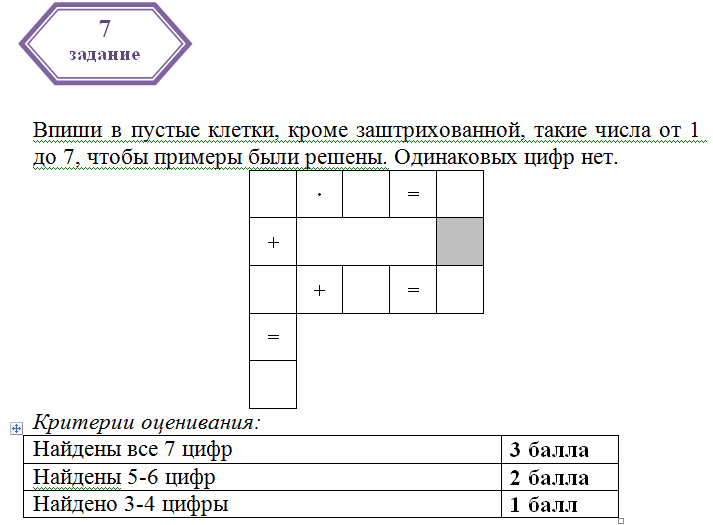 7
задание
Впиши в пустые клетки, кроме заштрихованной, такие числа от 1
до 7, чтобы примеры были решены. Одинаковых цифр нет.
· =
+
+ =
=
Критерии оценивания:
Найдены все 7 цифр 3 балла
Найдены 5-6 цифр 2 балла
Найдено 3-4 цифры 1 балл